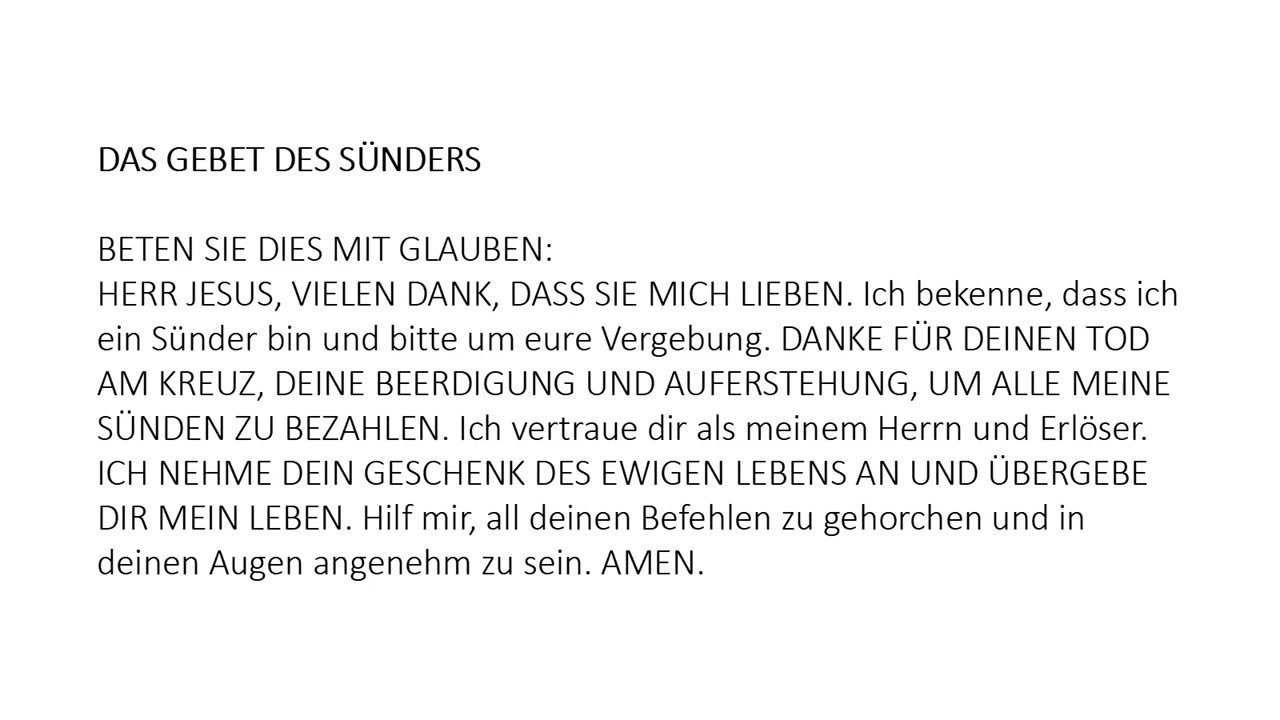 DAS GEBET DES SÜNDERS
BETEN SIE DIES MIT GLAUBEN:
HERR JESUS, VIELEN DANK, DASS SIE MICH LIEBEN. Ich bekenne, dass ich
ein Sünder bin und bitte um eure Vergebung. DANKE FÜR DEINEN TOD
AM KREUZ, DEINE BEERDIGUNG UND AUFERSTEHUNG, UM ALLE MEINE
SÜNDEN ZU BEZAHLEN. Ich vertraue dir als meinem Herrn und Erlöser.
ICH NEHME DEIN GESCHENK DES EWIGEN LEBENS AN UND ÜBERGEBE
DIR MEIN LEBEN. Hilf mir, all deinen Befehlen zu gehorchen und in
deinen Augen angenehm zu sein. AMEN.